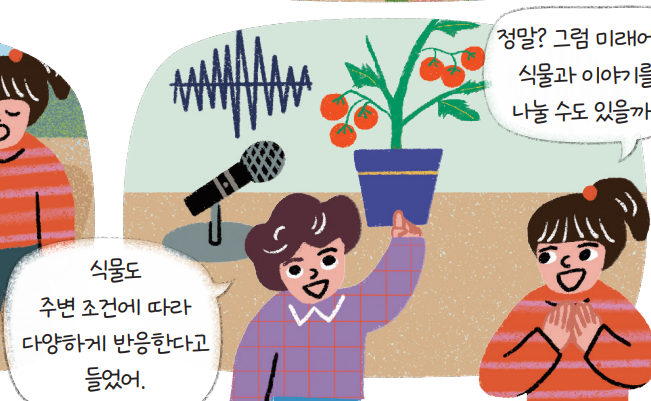 식물도
주변 조건에 따라
다양하게 반응한다고
들었어.
정말? 그럼 미래에
식물과 이야기를
나눌 수도 있을까